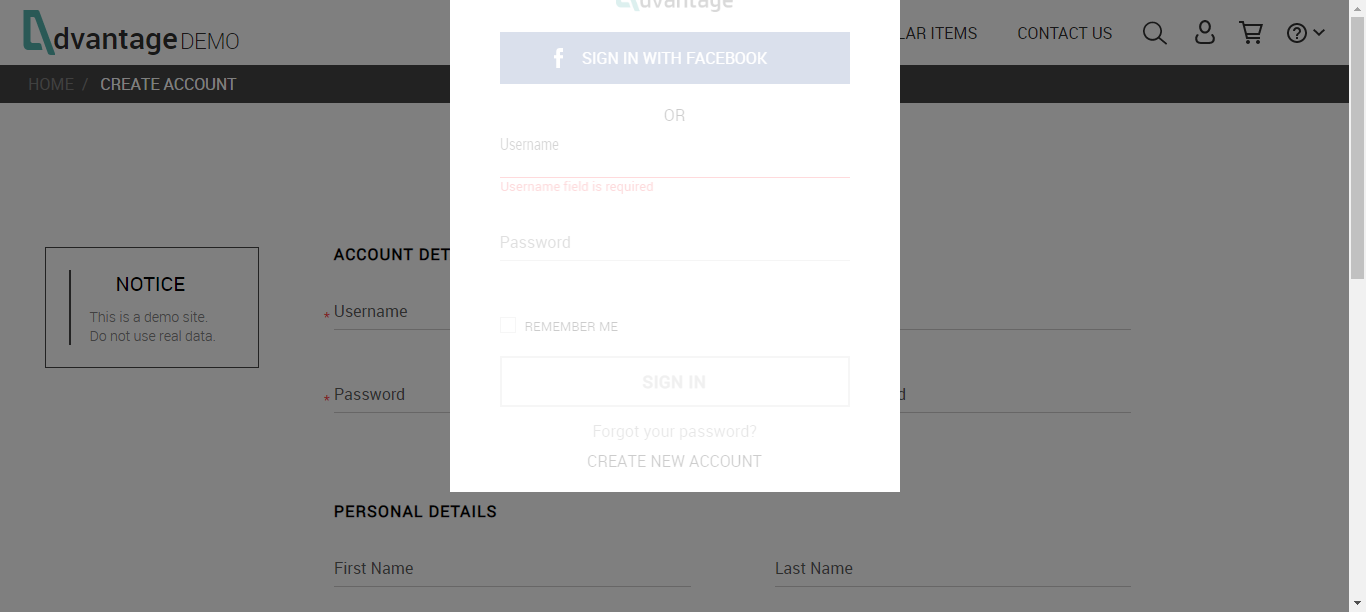 dvantage DEMO
dvantage
LAR ITEMS
CONTACT US
HOME / CREATE ACCOUNT
SIGN IN WITH FACEBOOK
OR
Username
Username field is required
Password
REMEMBER ME
SIGN IN
Forgot your password?
CREATE NEW ACCOUNT
NOTICE
This is a demo site.
Do not use real data.
ACCOUNT DET
* Username
* Password
d
PERSONAL DETAILS
First Name
Last Name